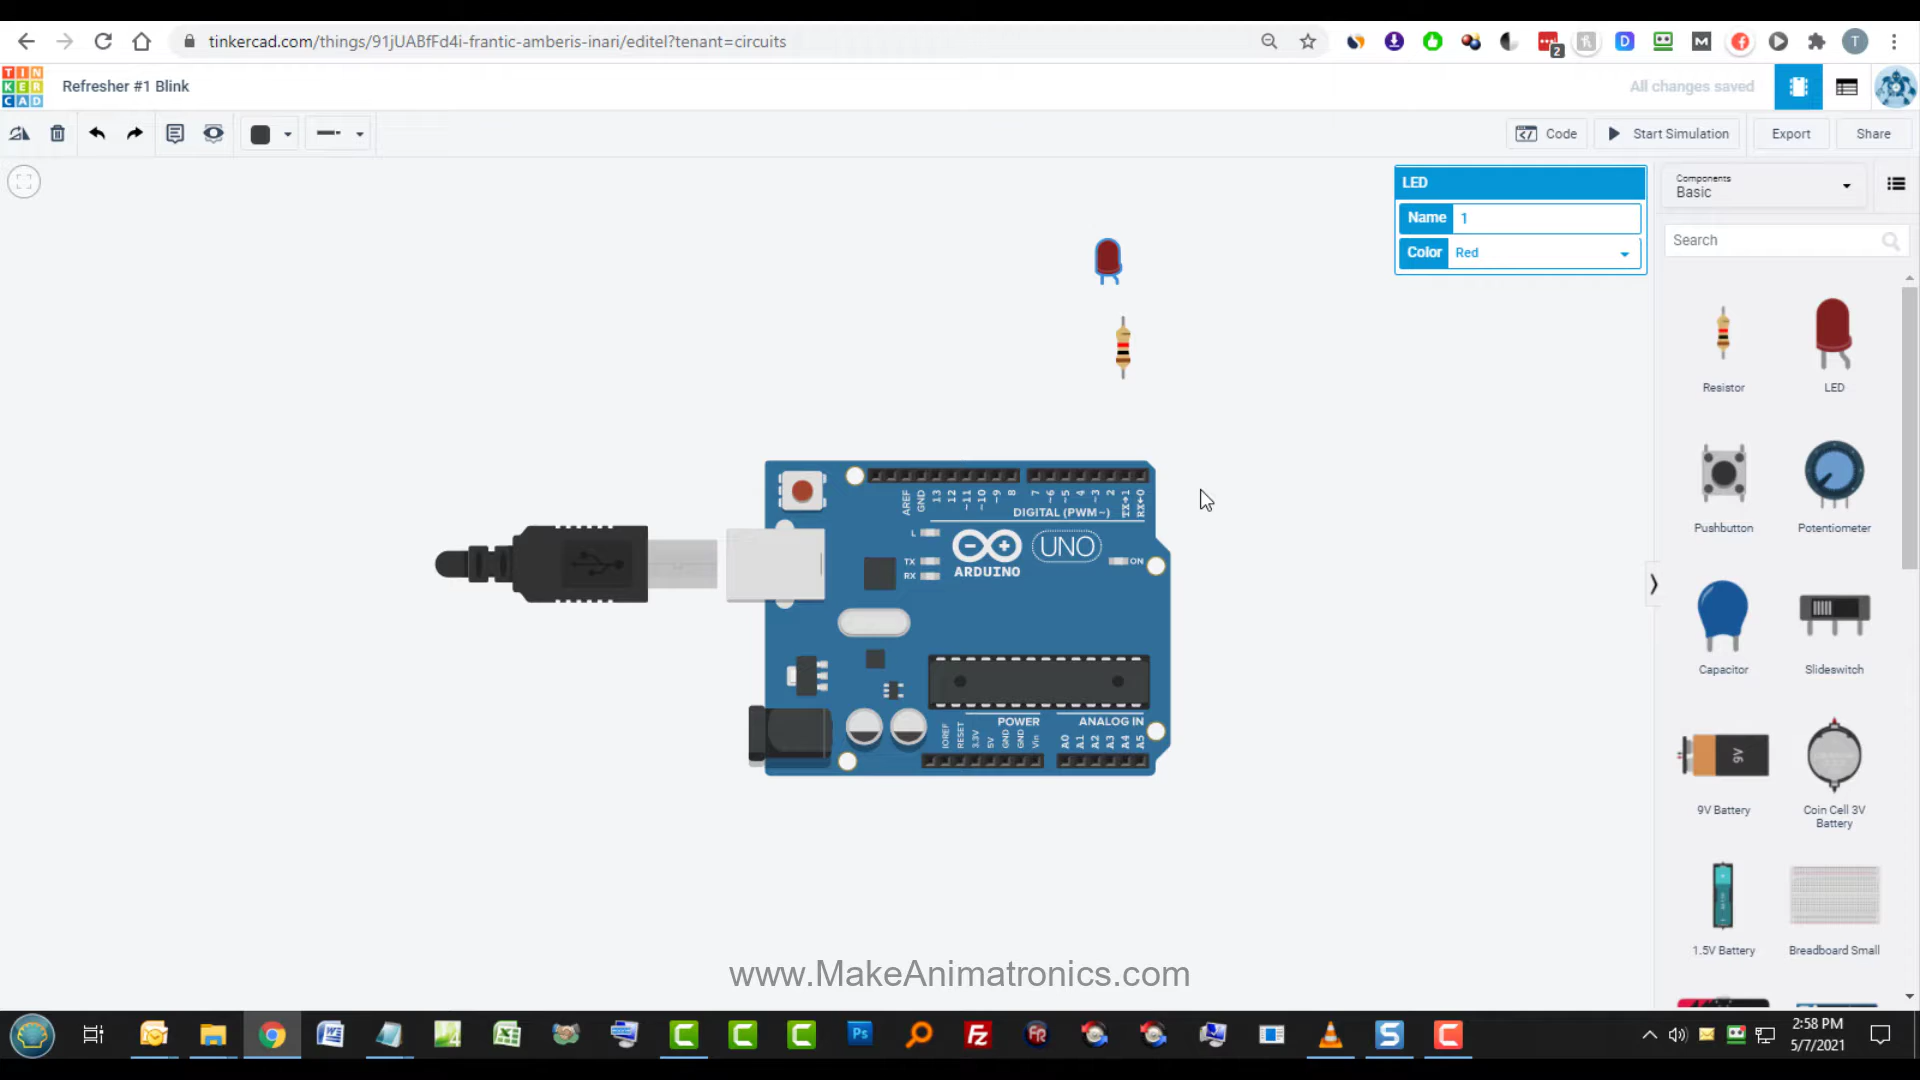 tinkercad.com/things/91jUABfFd4i-frantic-amberis-inari/editel?tenant=circuits
TIN
KER
CAD
Refresher #1 Blink
All changes saved
Code
Start Simulation
Export
Share
LED
Name 1
Color Red
Components
Basic
Search
Resistor
LED
Pushbutton
Potentiometer
Capacitor
Slideswitch
9V
9V Battery
Coin Cell 3V
Battery
1.5V Battery
Breadboard Small
AREF GND 13 12 ~11 ~10 ~9 8 7 ~6 ~5 4 ~3 2 TX→1 RX←0
DIGITAL (PWM~)
L
TX
RX
UNO
ON
ARDUINO
POWER
ANALOG IN
IOREF RESET 3.3V 5V GND GND Vin A0 A1 A2 A3 A4 A5
www.MakeAnimatronics.com
2:58 PM
5/7/2021